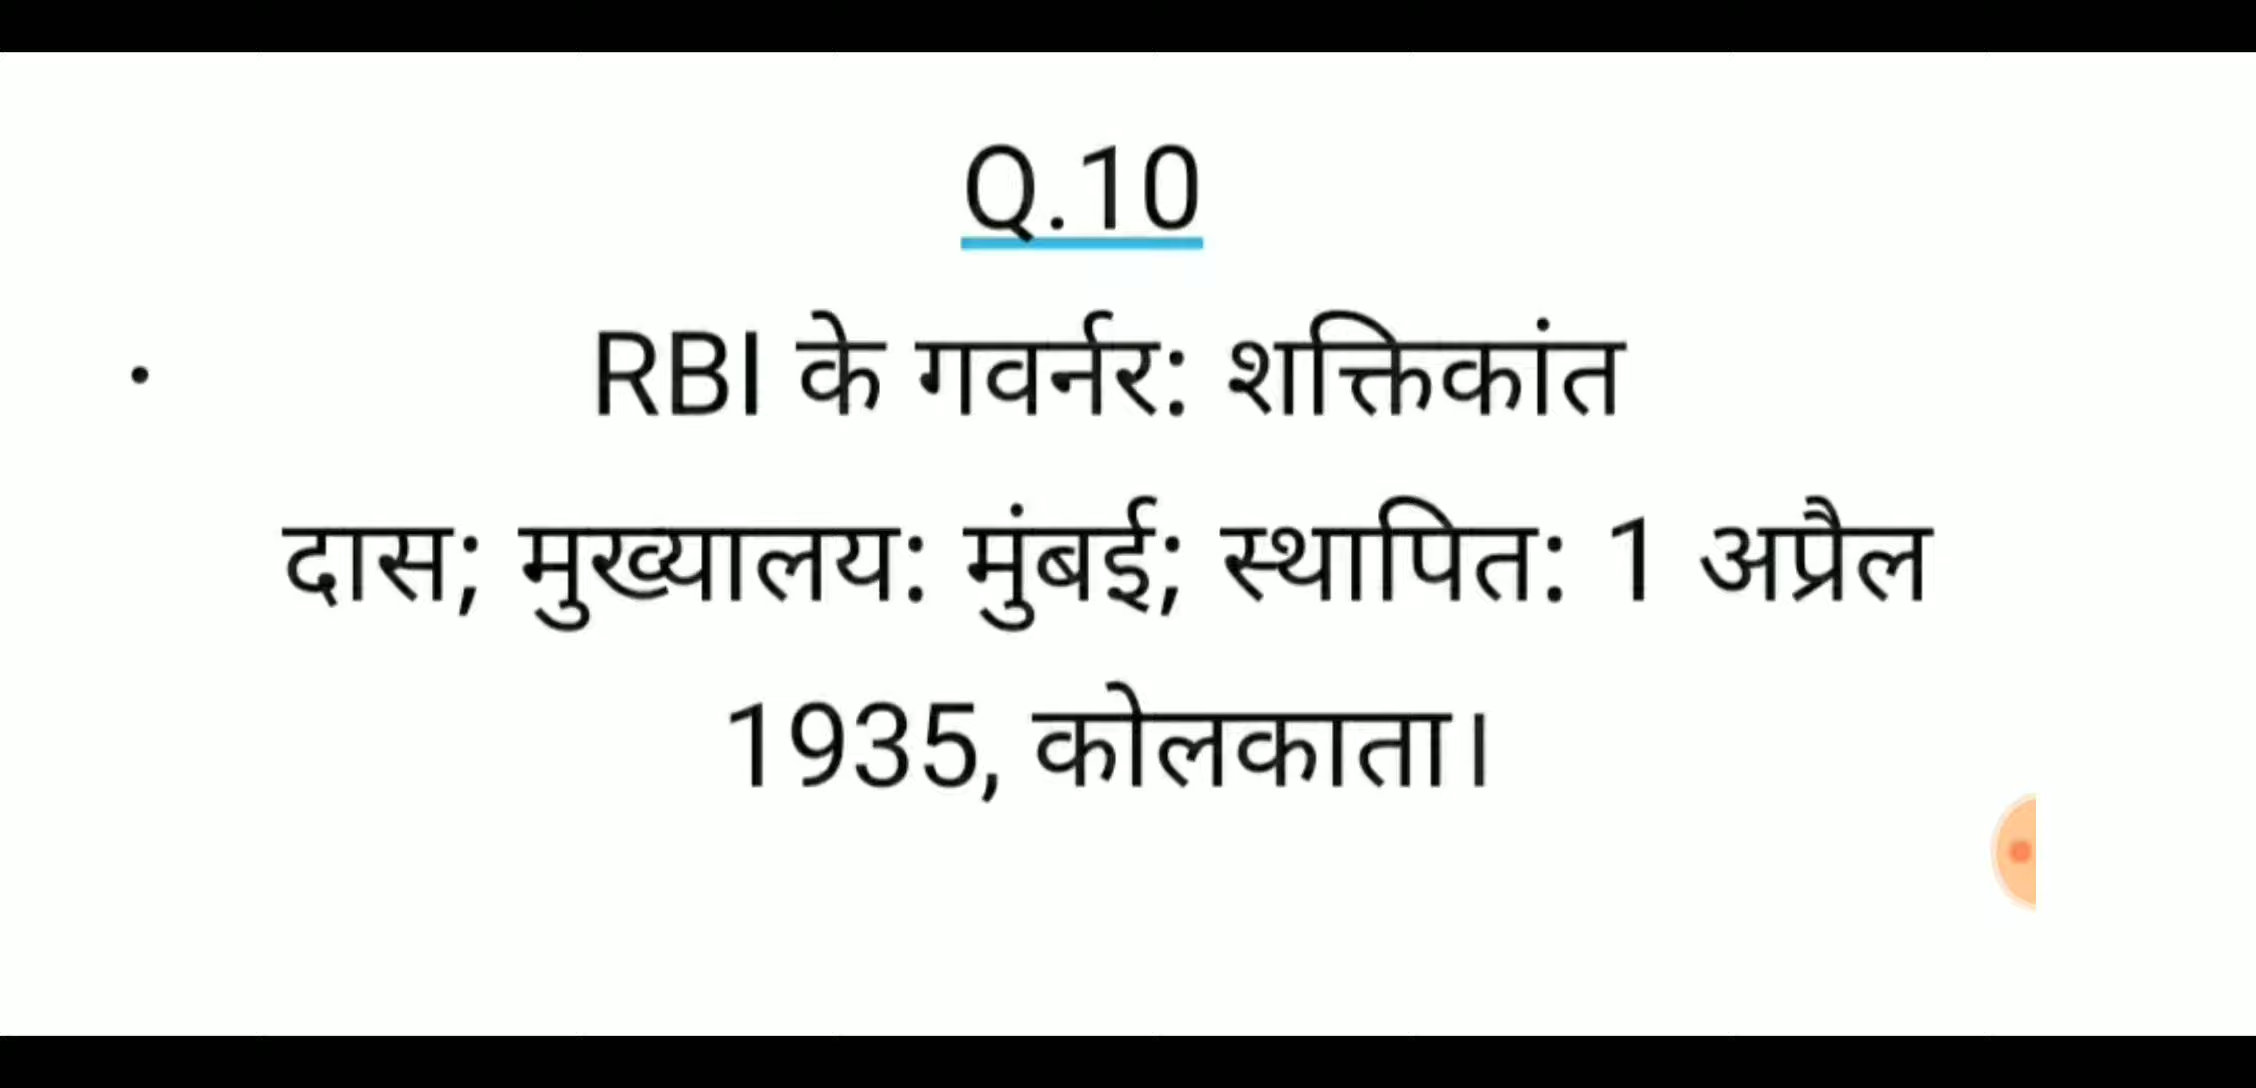 Q.10
• RBI के गवर्नर: शक्तिकांत
दास; मुख्यालय: मुंबई; स्थापित: 1 अप्रैल
1935, कोलकाता।